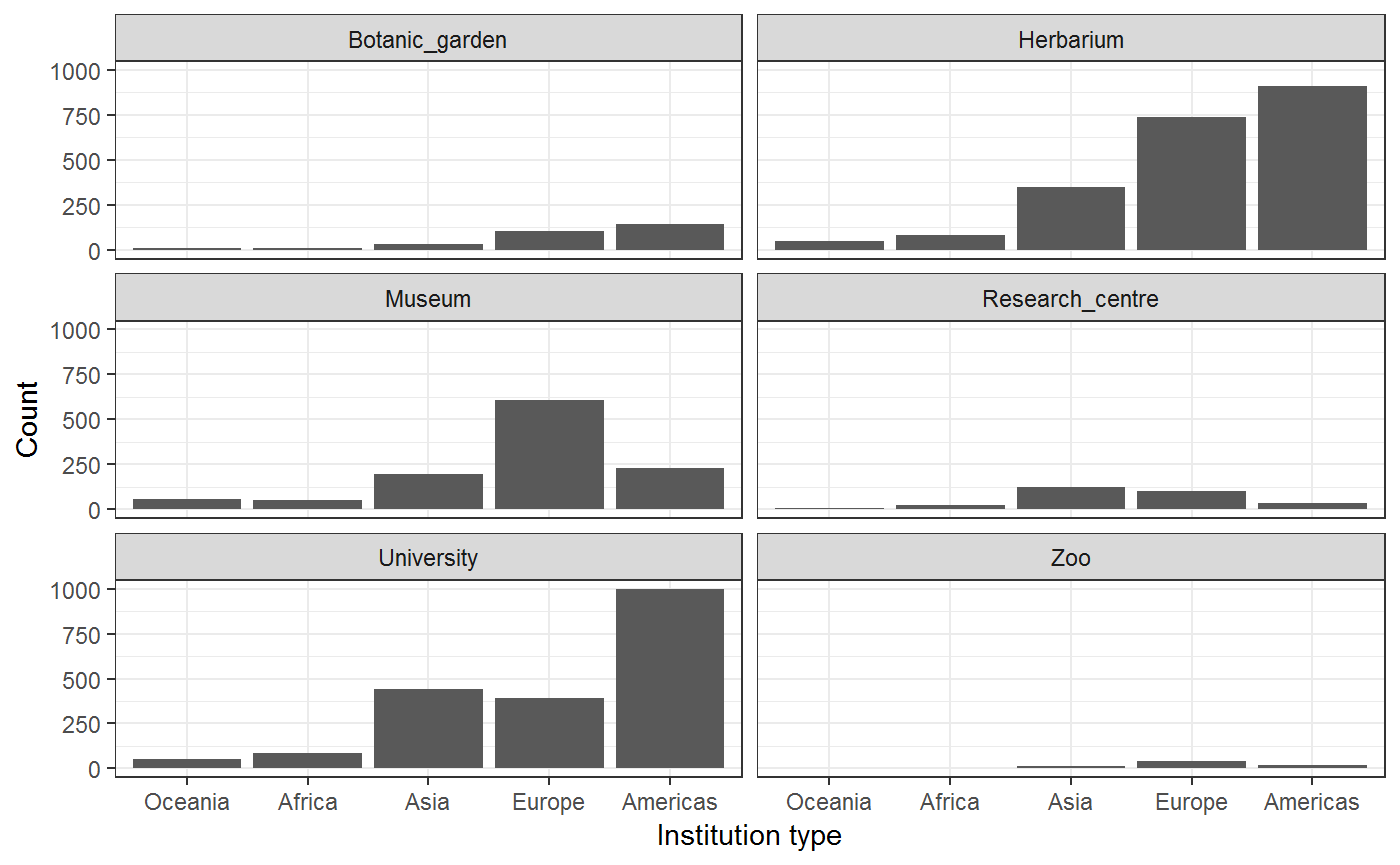 Botanic_garden
Herbarium
1000
750
500
250
0
Museum
Research_centre
1000
750
500
250
0
Count
University
Zoo
1000
750
500
250
0
Oceania Africa Asia Europe Americas
Oceania Africa Asia Europe Americas
Institution type